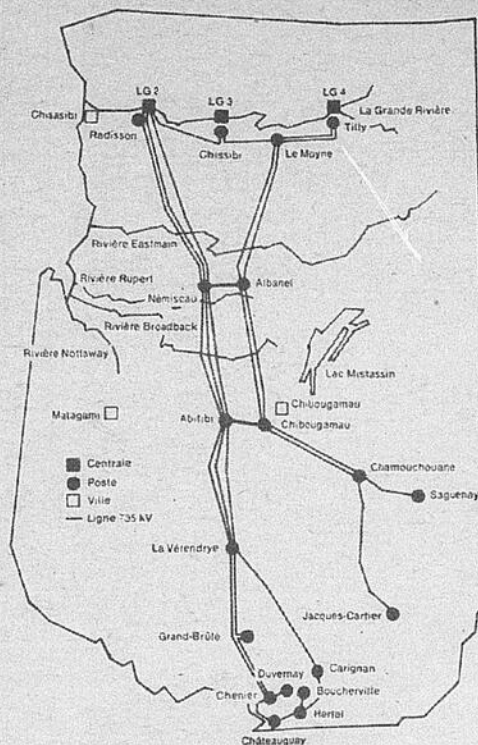 LG 2
LG 3
LG 4
Chisasibi
Radisson
La Grande Rivière
Tilly
Chissibi
Le Moyne
Rivière Eastmain
Rivière Rupert
Némiscau
Albanel
Rivière Broadback
Rivière Nottaway
Lac Mistassin
Matagami
Chibougamau
Abitibi
Chibougamau
Centrale
Poste
Ville
Ligne 735 kV
Chamouchouane
Saguenay
La Vérendrye
Jacques-Cartier
Grand-Brûlé
Duvernay
Carignan
Chenier
Boucherville
Hertel
Châteauguay